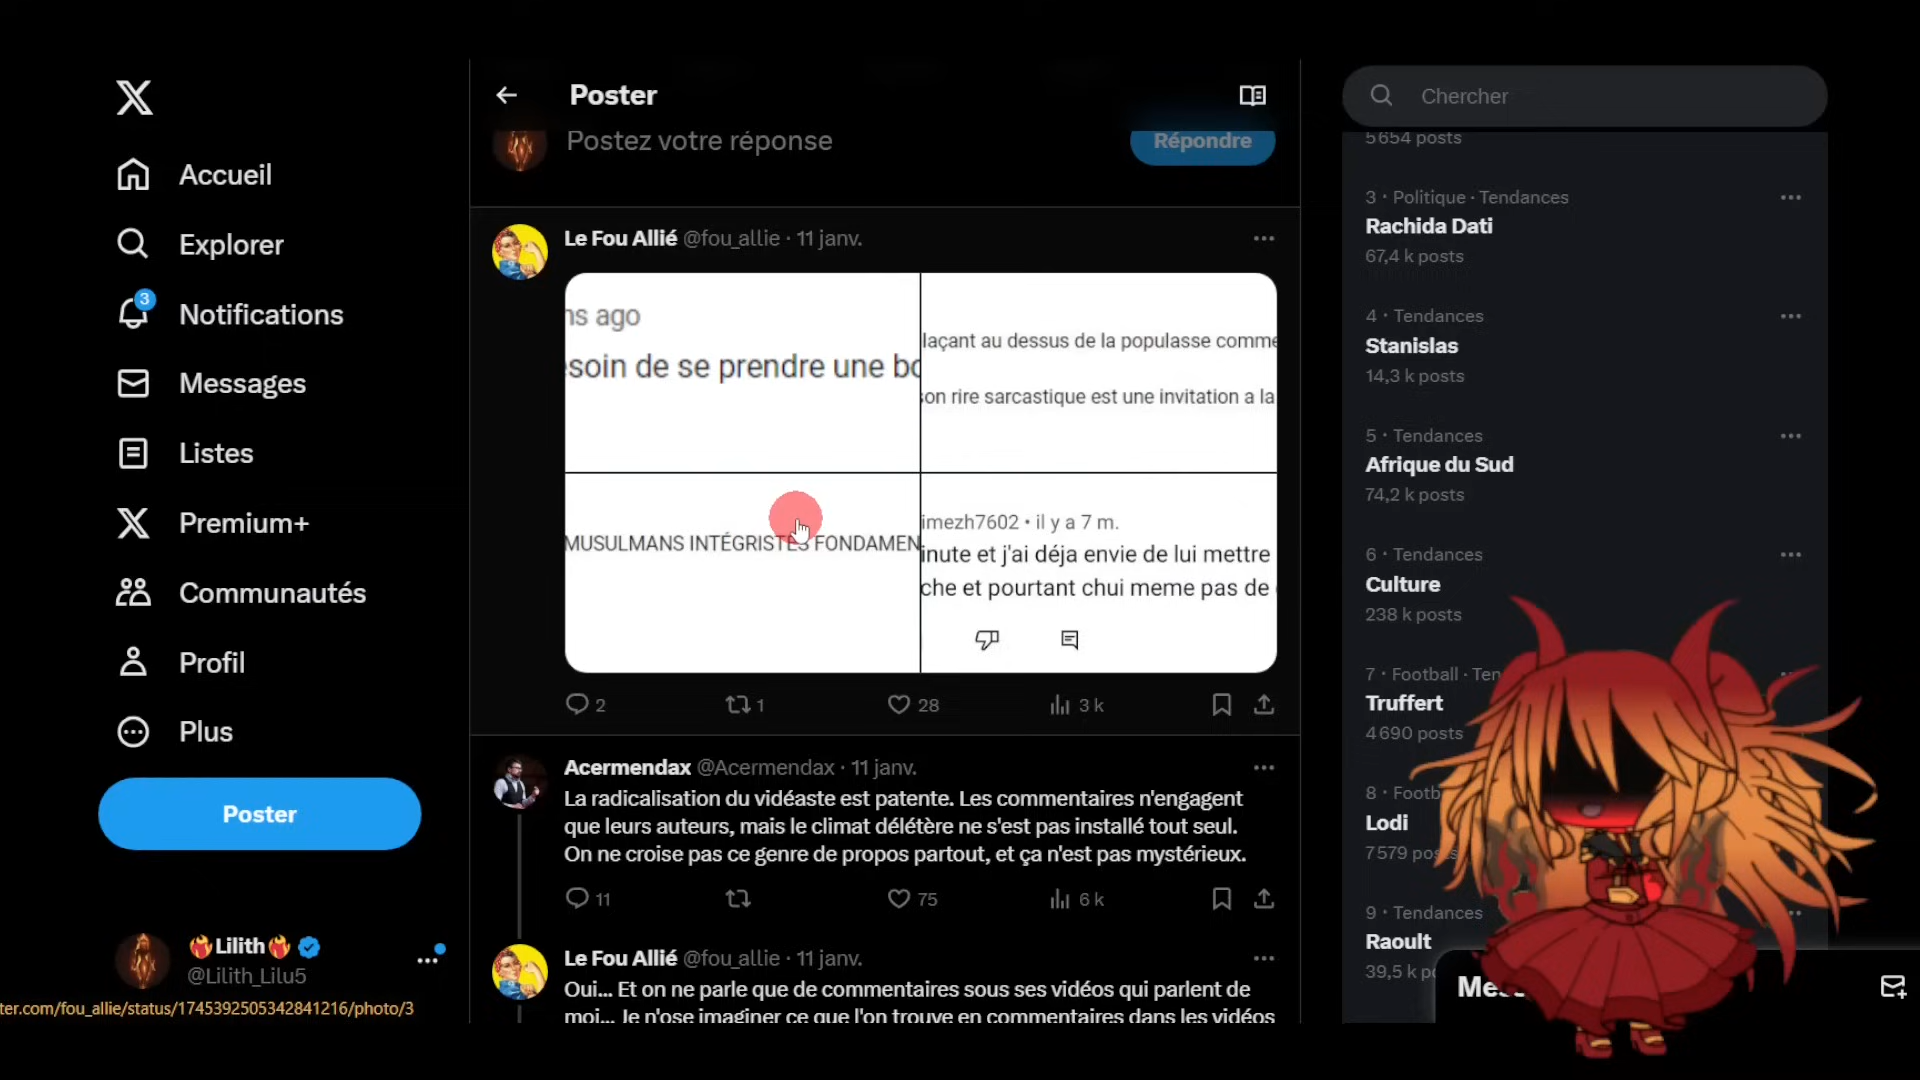 Accueil
Explorer
3
Notifications
Messages
Listes
Premium+
Communautés
Profil
Plus
Poster
Lilith
@Lilith_Lilu5
ter.com/fou_allie/status/1745392505342841216/photo/3
Poster
Postez votre réponse
Répondre
Le Fou Allié @fou_allie · 11 janv.
ns ago
soin de se prendre une
laçant au dessus de la populasse comme
on rire sarcastique est une invitation a la
MUSULMANS INTÉGRISTES FONDAMEN
imezh7602 • il y a 7 m.
inute et j'ai déja envie de lui mettre
che et pourtant chui meme pas de
2
1
28
3 k
Acermendax @Acermendax · 11 janv.
La radicalisation du vidéaste est patente. Les commentaires n'engagent
que leurs auteurs, mais le climat délétère ne s'est pas installé tout seul.
On ne croise pas ce genre de propos partout, et ça n'est pas mystérieux.
11
75
6 k
Le Fou Allié @fou_allie · 11 janv.
Oui... Et on ne parle que de commentaires sous ses vidéos qui parlent de
moi... Je n'ose imaginer ce que l'on trouve en commentaires dans les vidéos
Chercher
5 654 posts
3 · Politique · Tendances
Rachida Dati
67,4 k posts
4 · Tendances
Stanislas
14,3 k posts
5 · Tendances
Afrique du Sud
74,2 k posts
6 · Tendances
Culture
238 k posts
7 · Football · Ten
Truffert
4 690 posts
8 · Footb
Lodi
7 579 pos
9 · Tendances
Raoult
39,5 k po
Mes